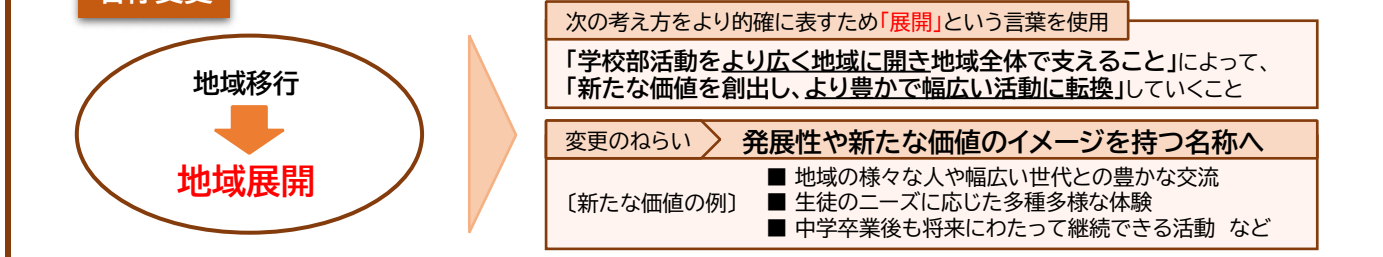 次の考え方をより的確に表すため「展開」という言葉を使用
「学校部活動をより広く地域に開き地域全体で支えること」によって、
「新たな価値を創出し、より豊かで幅広い活動に転換」していくこと
地域移行
地域展開
変更のねらい 発展性や新たな価値のイメージを持つ名称へ
〔新たな価値の例〕
■ 地域の様々な人や幅広い世代との豊かな交流
■ 生徒のニーズに応じた多種多様な体験
■ 中学卒業後も将来にわたって継続できる活動 など